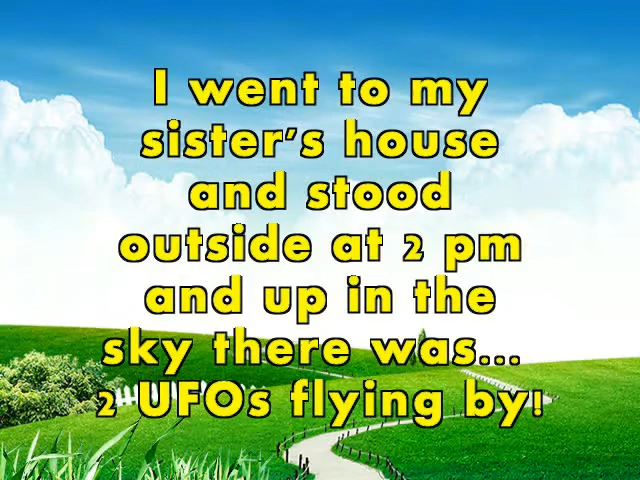 I went to my
sister's house
and stood
outside at 2 pm
and up in the
sky there was...
2 UFOs flying by!